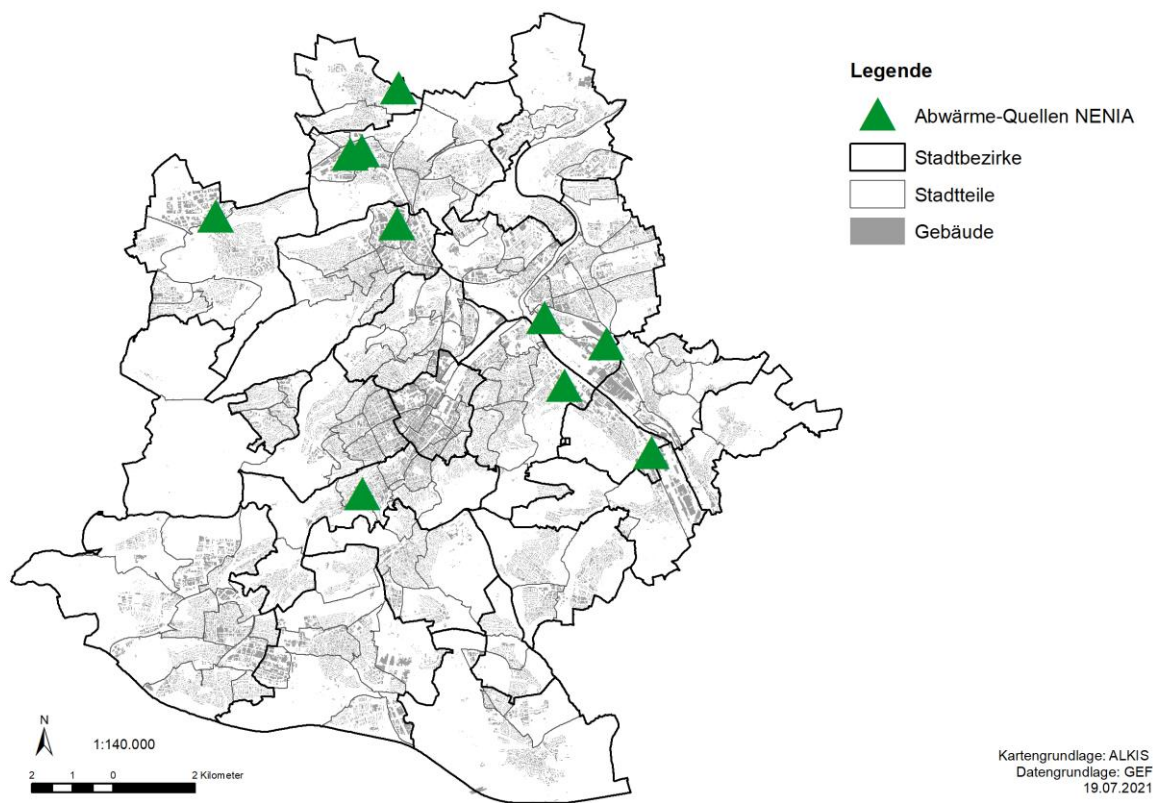 Legende
Abwärme-Quellen NENIA
Stadtbezirke
Stadtteile
Gebäude
N
1:140.000
2 1 0 2 Kilometer
Kartengrundlage: ALKIS
Datengrundlage: GEF
19.07.2021